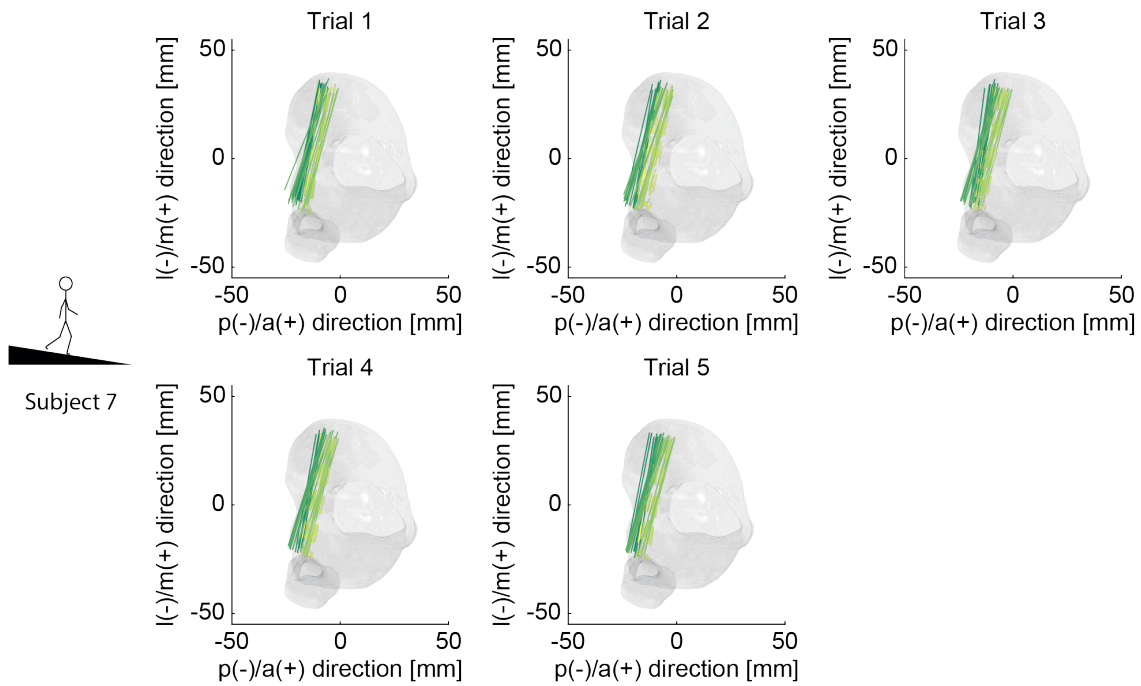 Trial 1
Trial 2
Trial 3
l(-)/m(+) direction [mm]
50
0
-50
-50
0
50
p(-)/a(+) direction [mm]
l(-)/m(+) direction [mm]
50
0
-50
-50
0
50
p(-)/a(+) direction [mm]
l(-)/m(+) direction [mm]
50
0
-50
-50
0
50
p(-)/a(+) direction [mm]
Subject 7
Trial 4
Trial 5
l(-)/m(+) direction [mm]
50
0
-50
-50
0
50
p(-)/a(+) direction [mm]
l(-)/m(+) direction [mm]
50
0
-50
-50
0
50
p(-)/a(+) direction [mm]